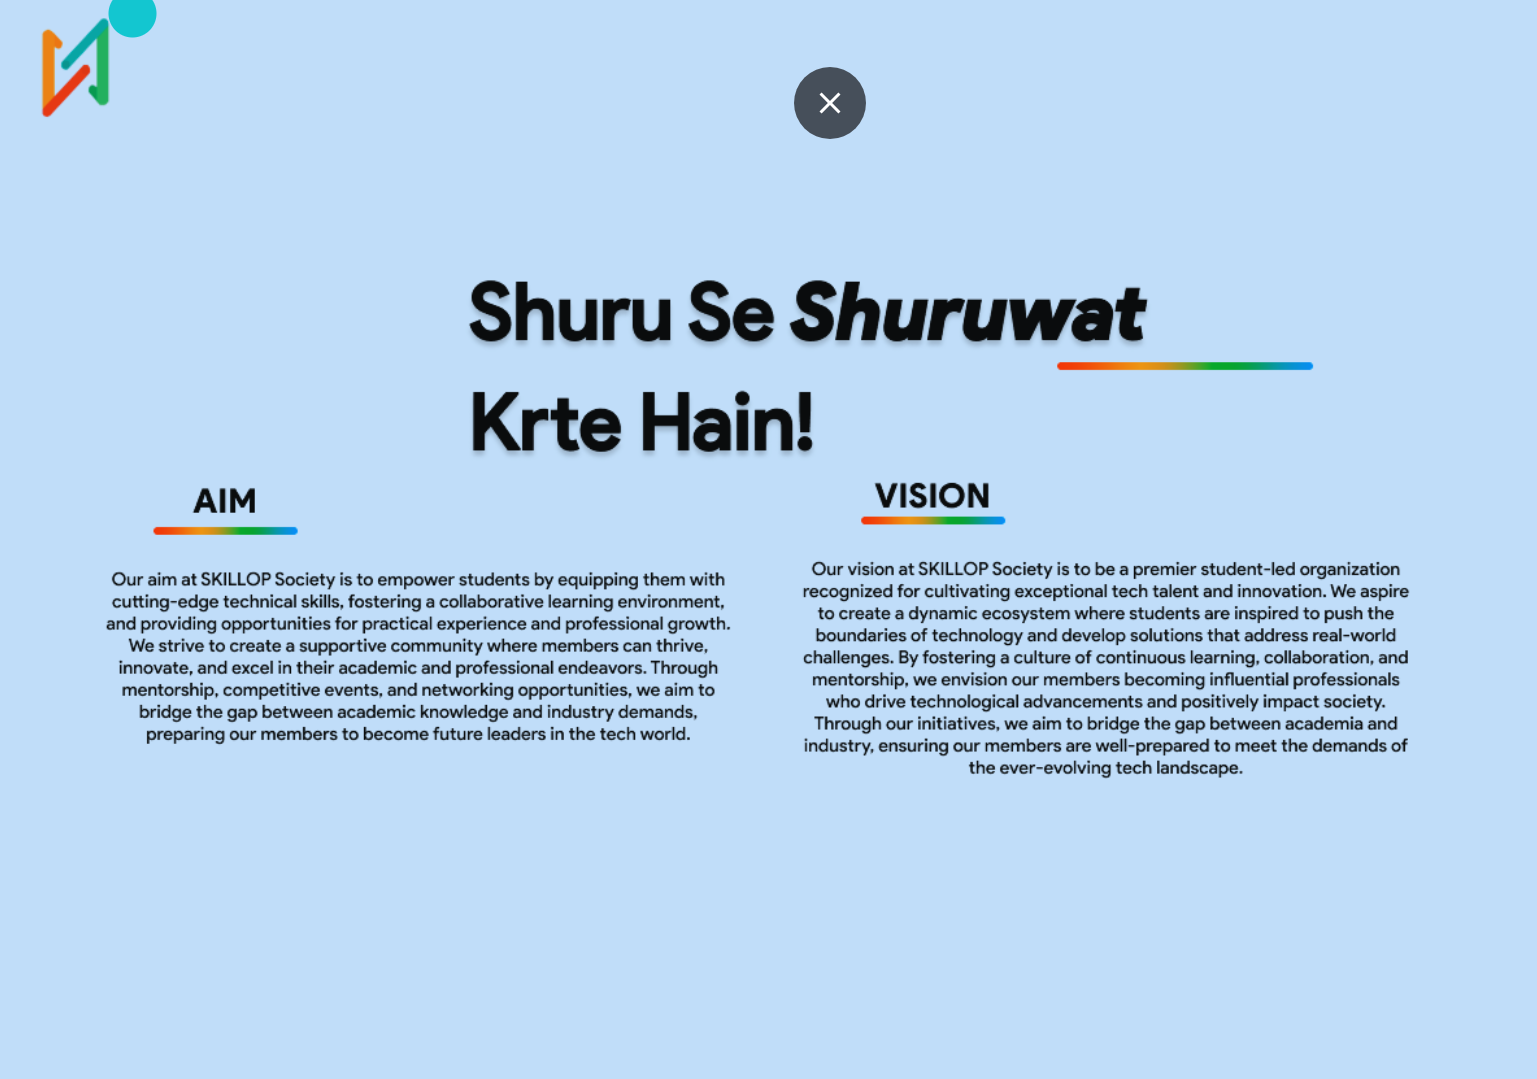 Shuru Se Shuruwat
Krte Hain!
AIM
Our aim at SKILLOP Society is to empower students by equipping them with
cutting-edge technical skills, fostering a collaborative learning environment,
and providing opportunities for practical experience and professional growth.
We strive to create a supportive community where members can thrive,
innovate, and excel in their academic and professional endeavors. Through
mentorship, competitive events, and networking opportunities, we aim to
bridge the gap between academic knowledge and industry demands,
preparing our members to become future leaders in the tech world.
VISION
Our vision at SKILLOP Society is to be a premier student-led organization
recognized for cultivating exceptional tech talent and innovation. We aspire
to create a dynamic ecosystem where students are inspired to push the
boundaries of technology and develop solutions that address real-world
challenges. By fostering a culture of continuous learning, collaboration, and
mentorship, we envision our members becoming influential professionals
who drive technological advancements and positively impact society.
Through our initiatives, we aim to bridge the gap between academia and
industry, ensuring our members are well-prepared to meet the demands of
the ever-evolving tech landscape.